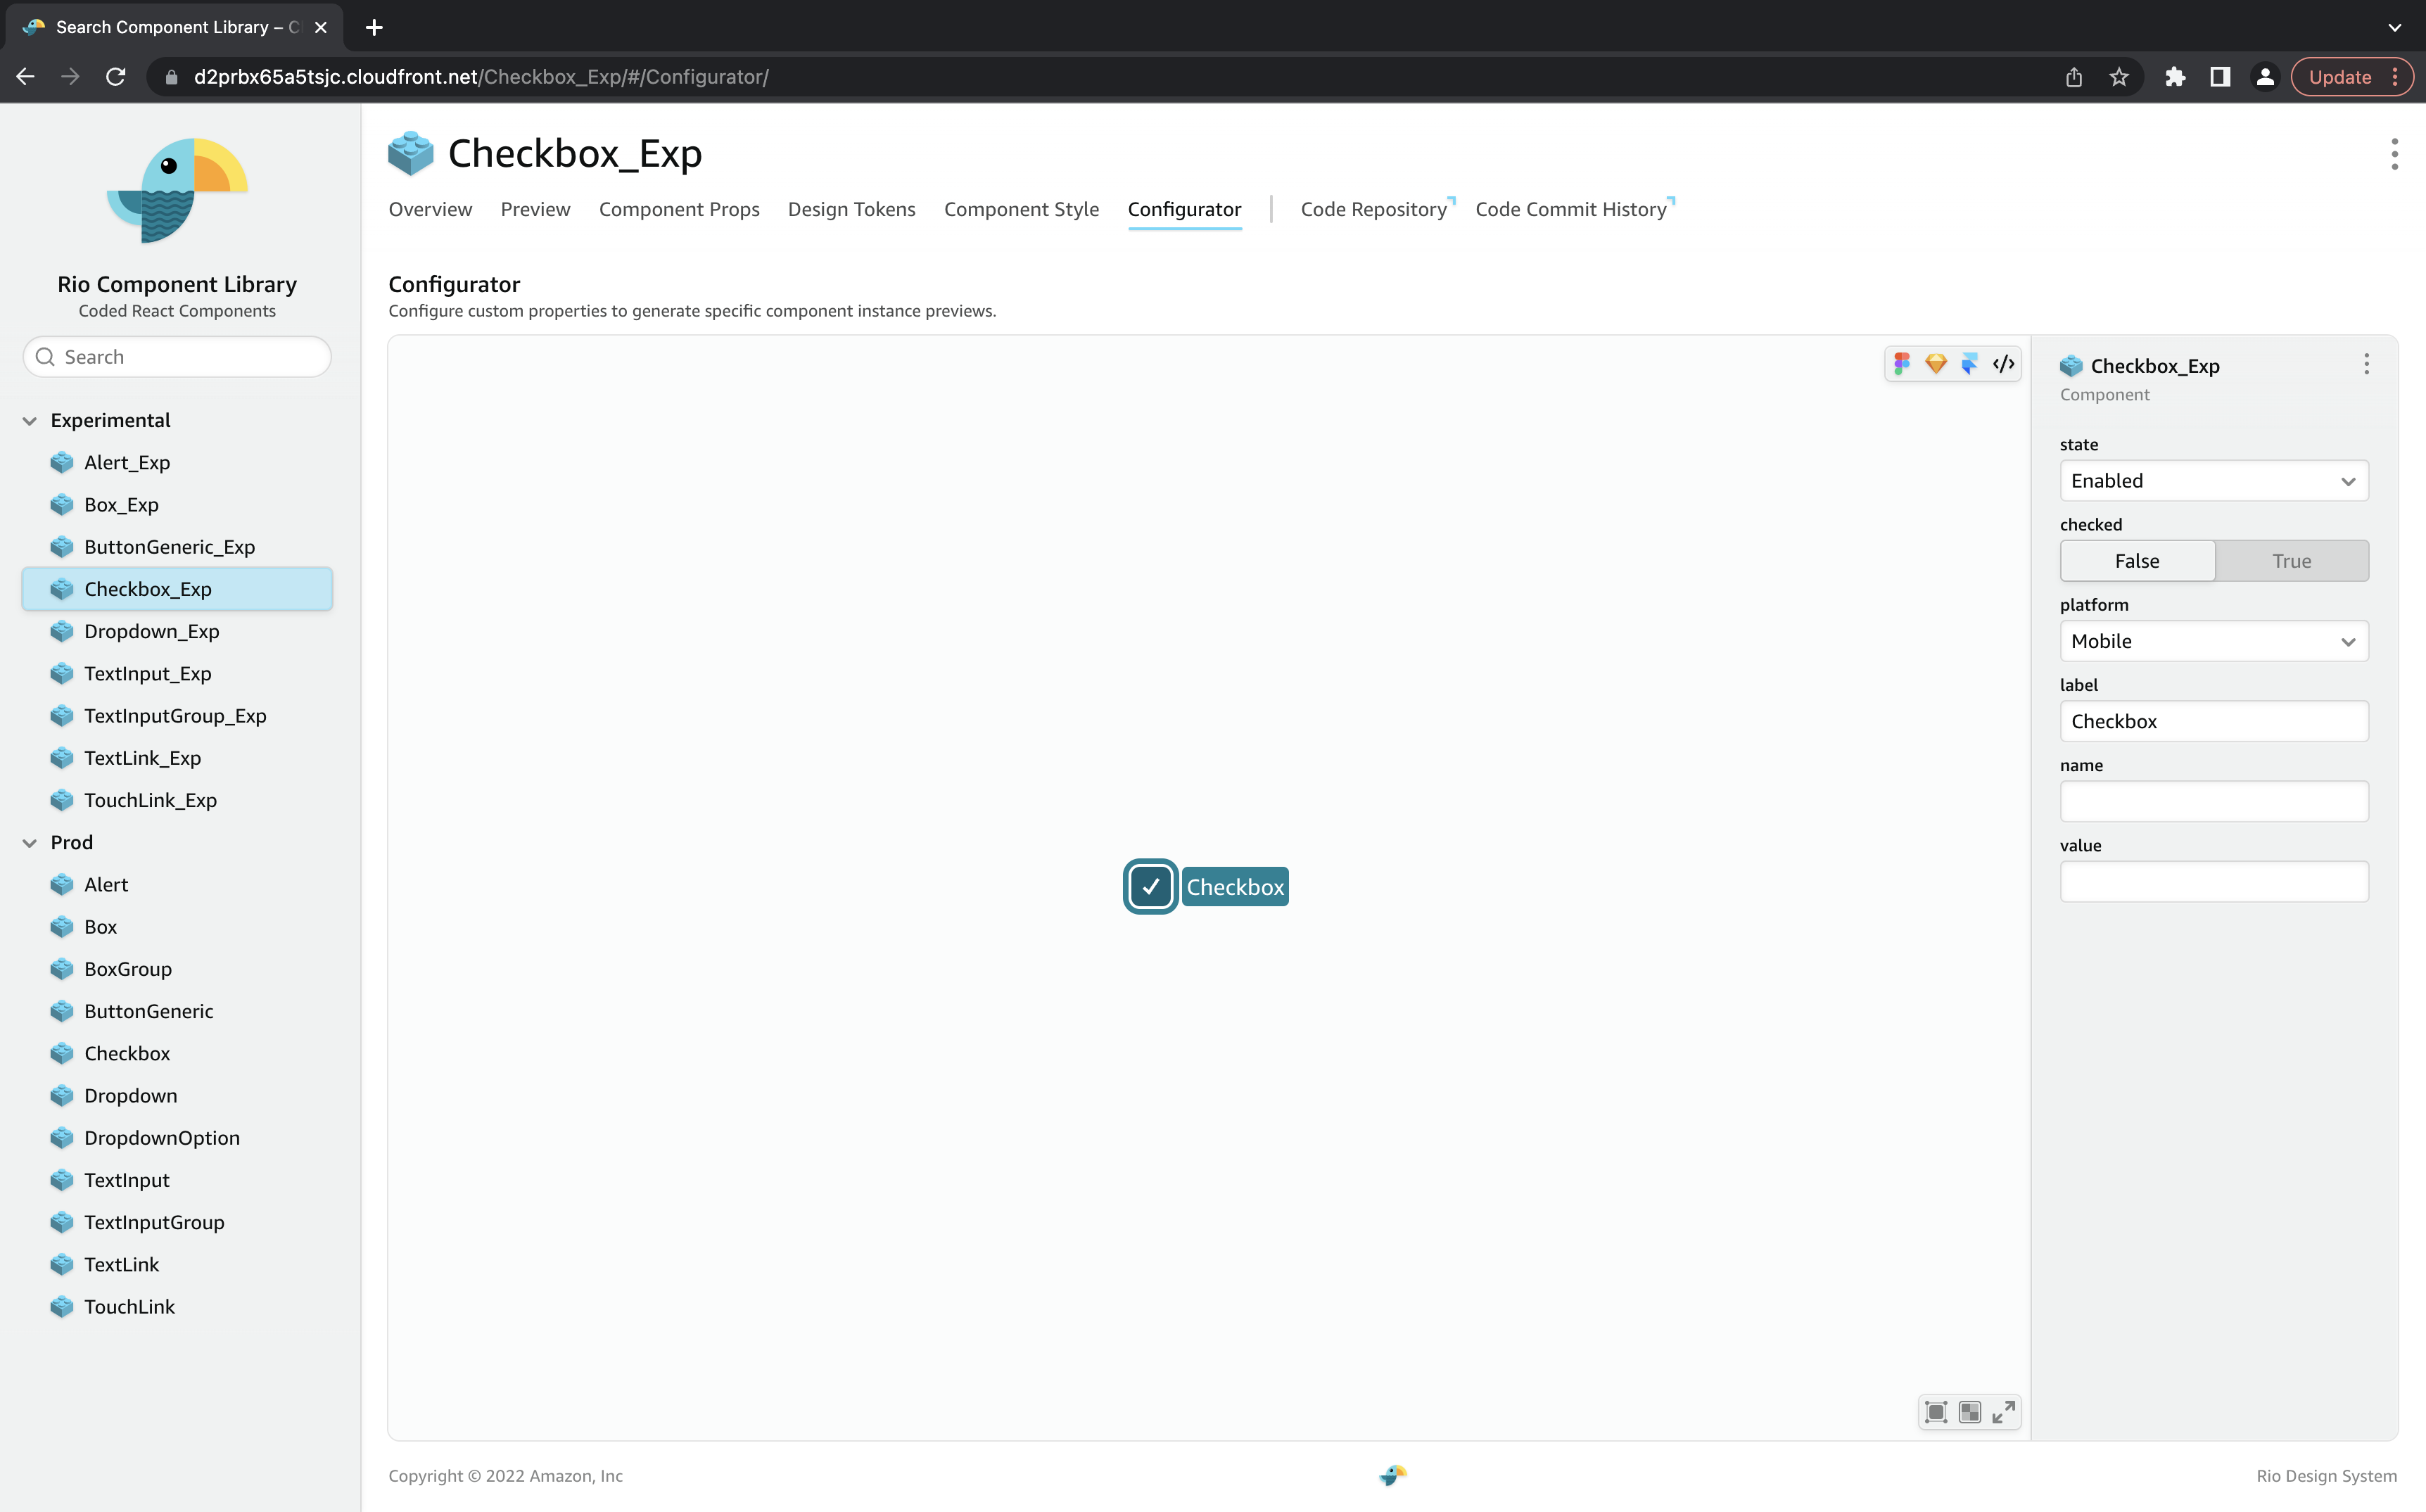 Search Component Library – C
d2prbx65a5tsjc.cloudfront.net/Checkbox_Exp/#/Configurator/
Update
Rio Component Library
Coded React Components
Search
Experimental
Alert_Exp
Box_Exp
ButtonGeneric_Exp
Checkbox_Exp
Dropdown_Exp
TextInput_Exp
TextInputGroup_Exp
TextLink_Exp
TouchLink_Exp
Prod
Alert
Box
BoxGroup
ButtonGeneric
Checkbox
Dropdown
DropdownOption
TextInput
TextInputGroup
TextLink
TouchLink
Checkbox_Exp
Overview Preview Component Props Design Tokens Component Style Configurator Code Repository Code Commit History
Configurator
Configure custom properties to generate specific component instance previews.
</>
Checkbox
Checkbox_Exp
Component
state
Enabled
checked
False True
platform
Mobile
label
Checkbox
name
value
Copyright © 2022 Amazon, Inc
Rio Design System